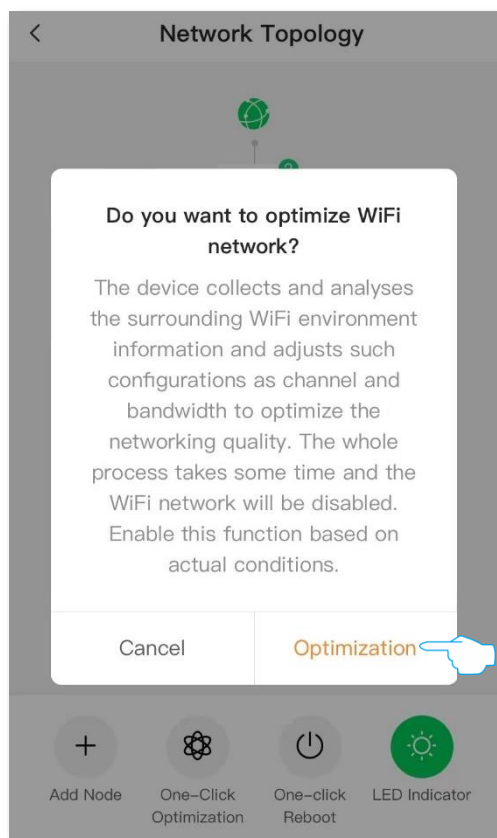 Network Topology
Do you want to optimize WiFi
network?
The device collects and analyses
the surrounding WiFi environment
information and adjusts such
configurations as channel and
bandwidth to optimize the
networking quality. The whole
process takes some time and the
WiFi network will be disabled.
Enable this function based on
actual conditions.
Cancel
Optimization
Add Node
One-Click
Optimization
One-click
Reboot
LED Indicator